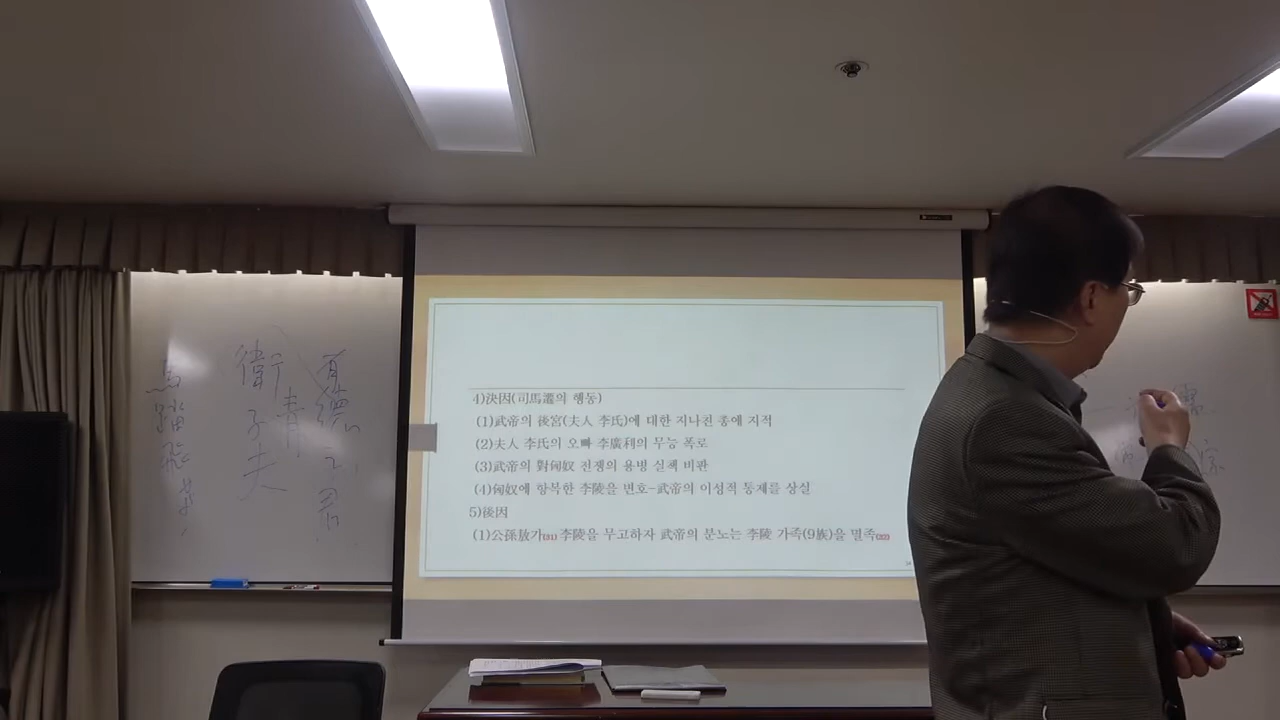 4)決因(司馬遷의 행동)
(1)武帝의 後宮(夫人 李氏)에 대한 지나친 총애 지적
(2)夫人 李氏의 오빠 李廣利의 무능 폭로
(3)武帝의 對匈奴 전쟁의 용병 실책 비판
(4)匈奴에 항복한 李陵을 변호-武帝의 이성적 통제를 상실
5)後因
(1)公孫敖가(31) 李陵을 무고하자 武帝의 분노는 李陵 가족(9族)을 멸족(32)
衛子夫
青
馬踏飛